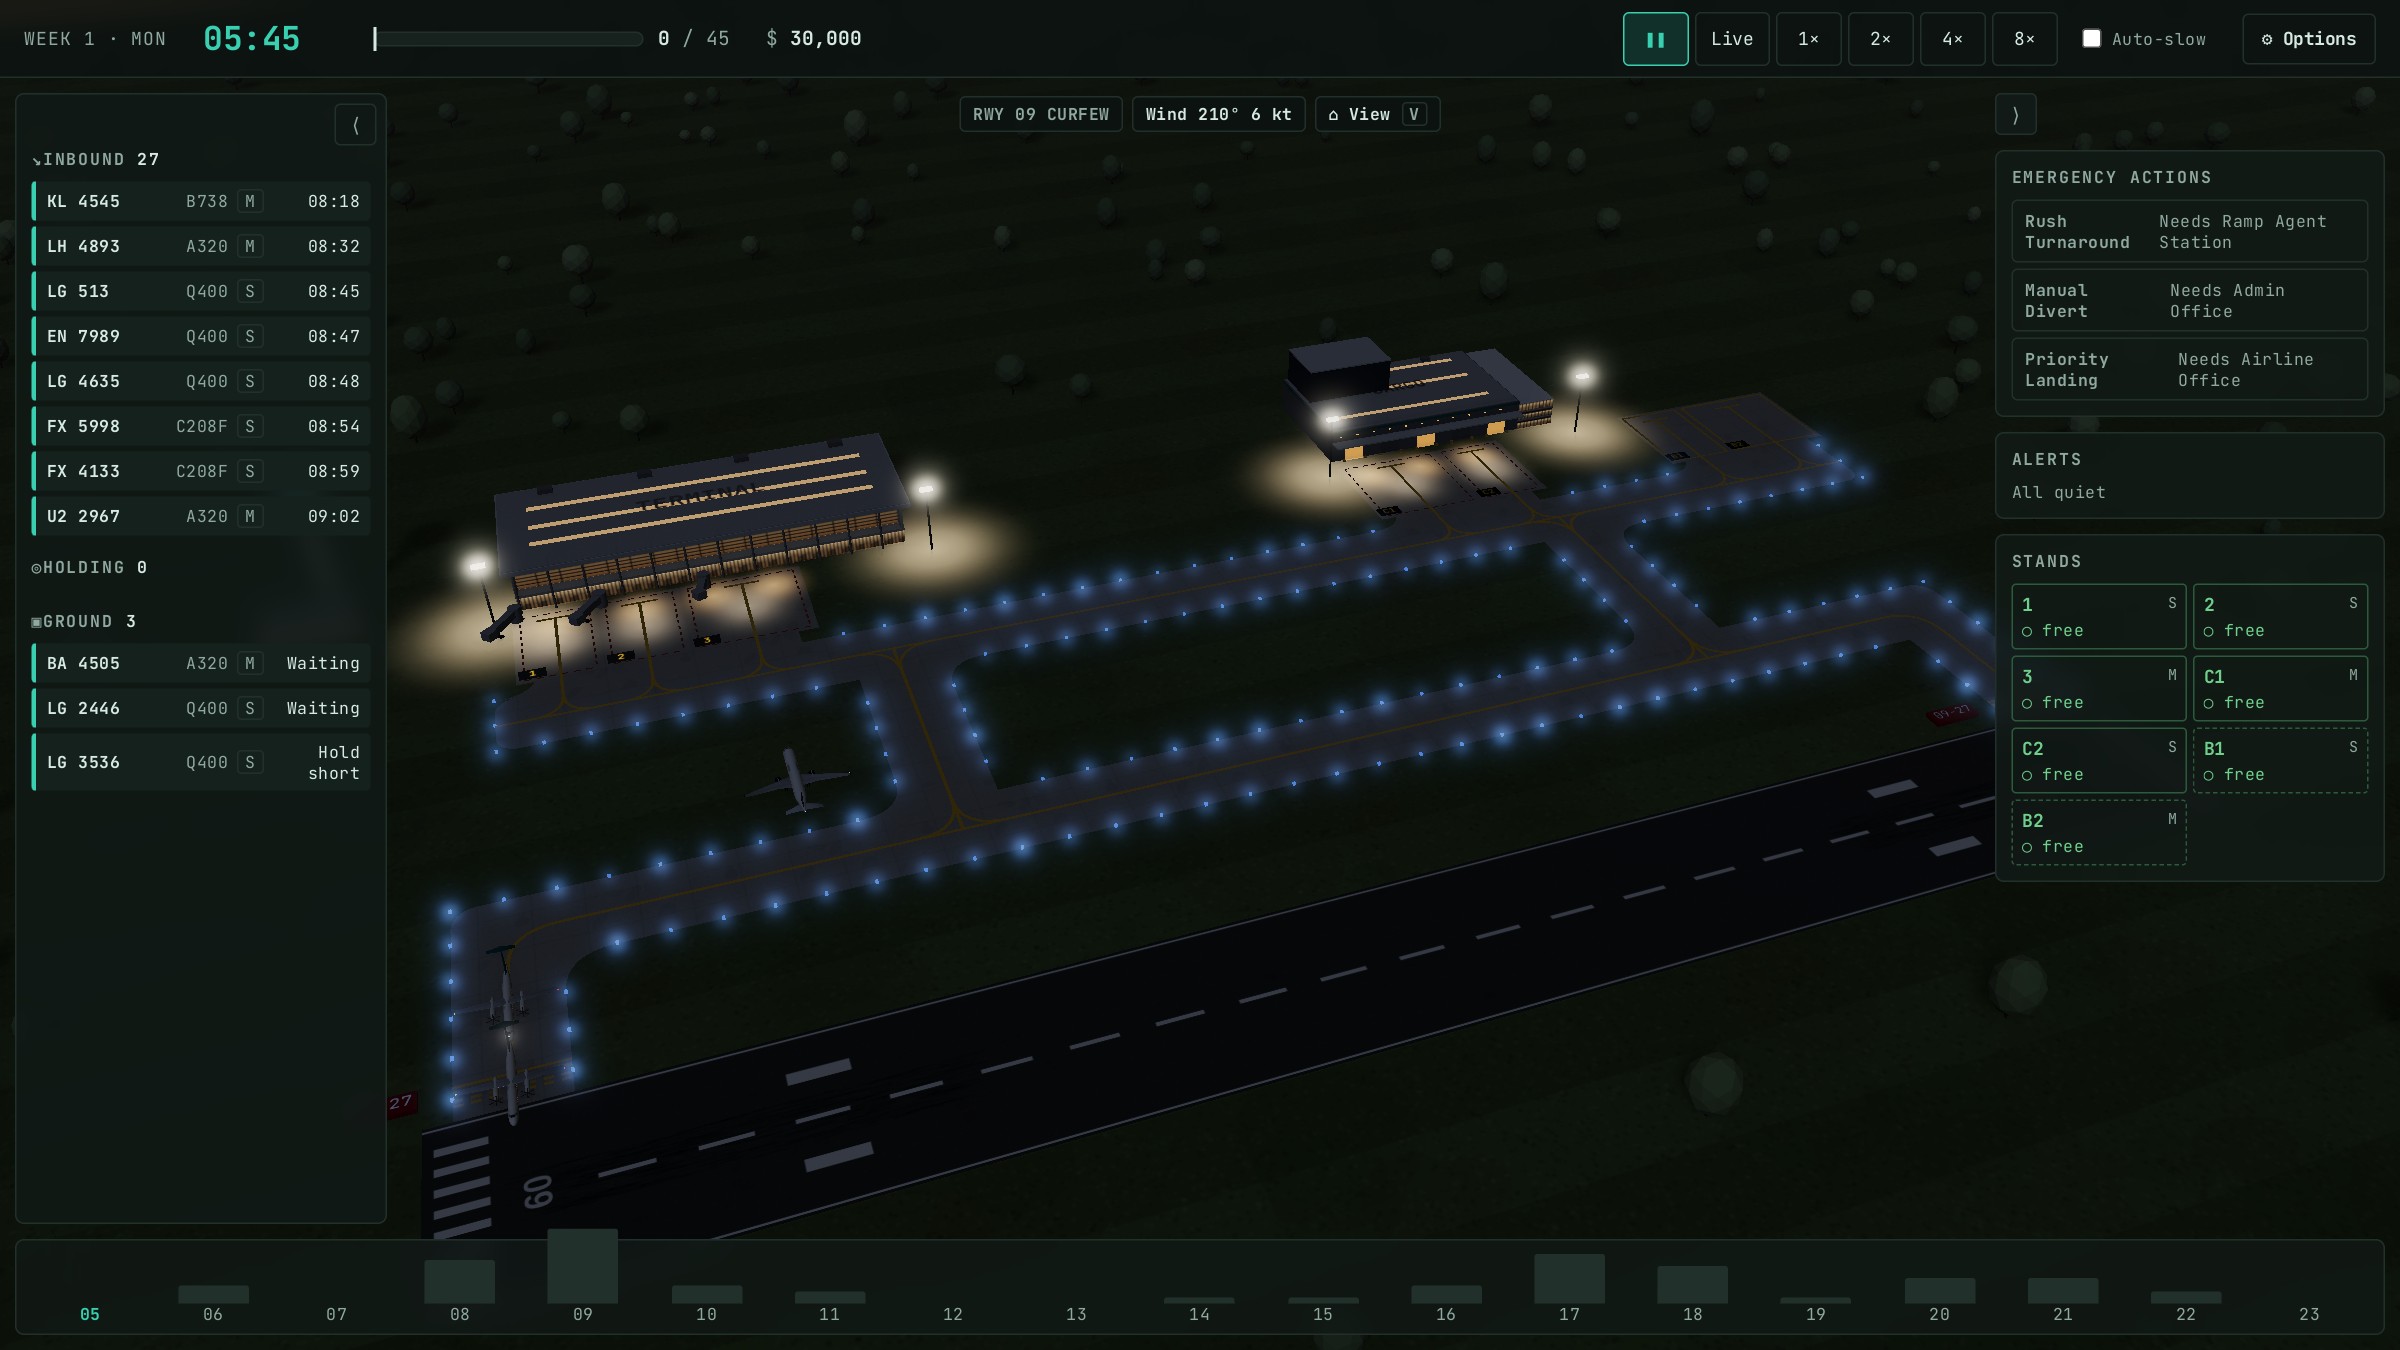 WEEK 1 · MON 05:45 0 / 45 $ 30,000 ❚❚ Live 1× 2× 4× 8× Auto-slow ⚙ Options
⟨
RWY 09 CURFEW Wind 210° 6 kt ⌂ View V
⟩
↘INBOUND 27
KL 4545 B738 M 08:18
LH 4893 A320 M 08:32
LG 513 Q400 S 08:45
EN 7989 Q400 S 08:47
LG 4635 Q400 S 08:48
FX 5998 C208F S 08:54
FX 4133 C208F S 08:59
U2 2967 A320 M 09:02
◎HOLDING 0
▣GROUND 3
BA 4505 A320 M Waiting
LG 2446 Q400 S Waiting
LG 3536 Q400 S Hold short
TERMINAL
1
2
3
09-27
27
09
EMERGENCY ACTIONS
Rush Turnaround
Needs Ramp Agent Station
Manual Divert
Needs Admin Office
Priority Landing
Needs Airline Office
ALERTS
All quiet
STANDS
1 S
○ free
2 S
○ free
3 M
○ free
C1 M
○ free
C2 S
○ free
B1 S
○ free
B2 M
○ free
05 06 07 08 09 10 11 12 13 14 15 16 17 18 19 20 21 22 23